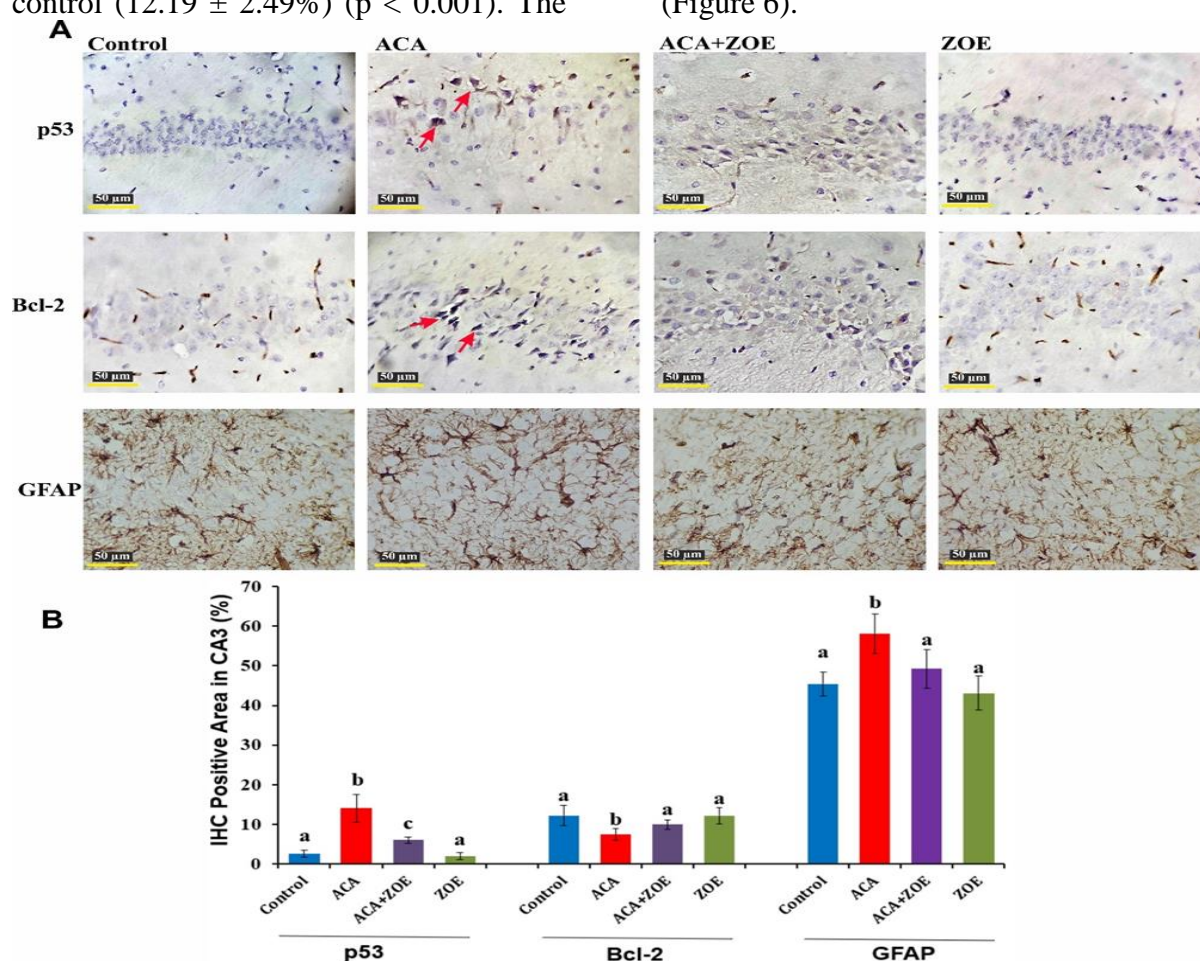 control (12.19 ± 2.49%) (p < 0.001). The
(Figure 6).
A
Control ACA ACA+ZOE ZOE
p53
50 µm 50 µm 50 µm 50 µm
Bcl-2
50 µm 50 µm 50 µm 50 µm
GFAP
50 µm 50 µm 50 µm 50 µm
B
IHC Positive Area in CA3 (%)
70
60
50
40
30
20
10
0
a b c a
a b a a
a b a a
Control ACA ACA+ZOE ZOE
Control ACA ACA+ZOE ZOE
Control ACA ACA+ZOE ZOE
p53 Bcl-2 GFAP